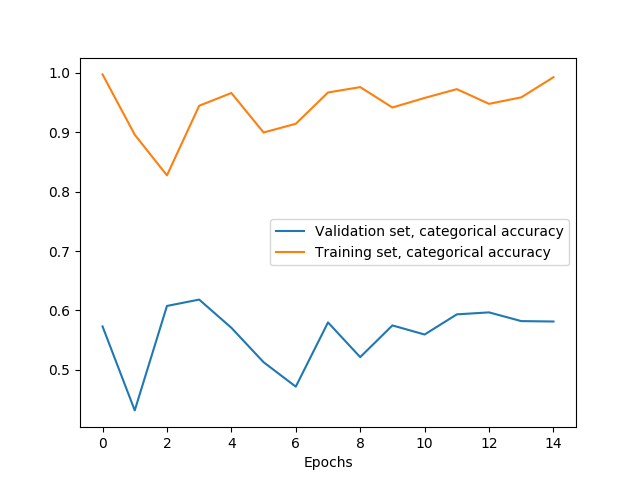 1.0
0.9
0.8
0.7
0.6
0.5
Validation set, categorical accuracy
Training set, categorical accuracy
0 2 4 6 8 10 12 14
Epochs